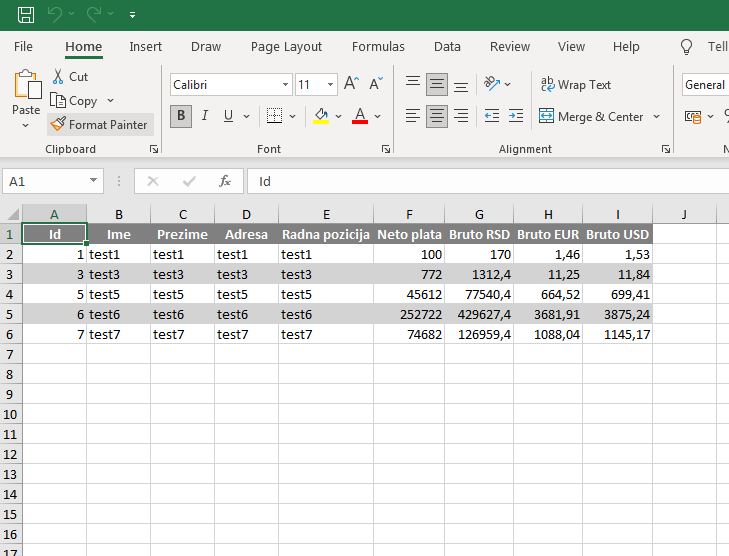 File Home Insert Draw Page Layout Formulas Data Review View Help Tell
Paste
Cut
Copy
Format Painter
Clipboard
Calibri 11
A A
B I U A
Font
ab Wrap Text
Merge & Center
Alignment
General
A1 fx Id
A B C D E F G H I J
1 Id Ime Prezime Adresa Radna pozicija Neto plata Bruto RSD Bruto EUR Bruto USD
2 1 test1 test1 test1 test1 100 170 1,46 1,53
3 3 test3 test3 test3 test3 772 1312,4 11,25 11,84
4 5 test5 test5 test5 test5 45612 77540,4 664,52 699,41
5 6 test6 test6 test6 test6 252722 429627,4 3681,91 3875,24
6 7 test7 test7 test7 test7 74682 126959,4 1088,04 1145,17
7
8
9
10
11
12
13
14
15
16
17